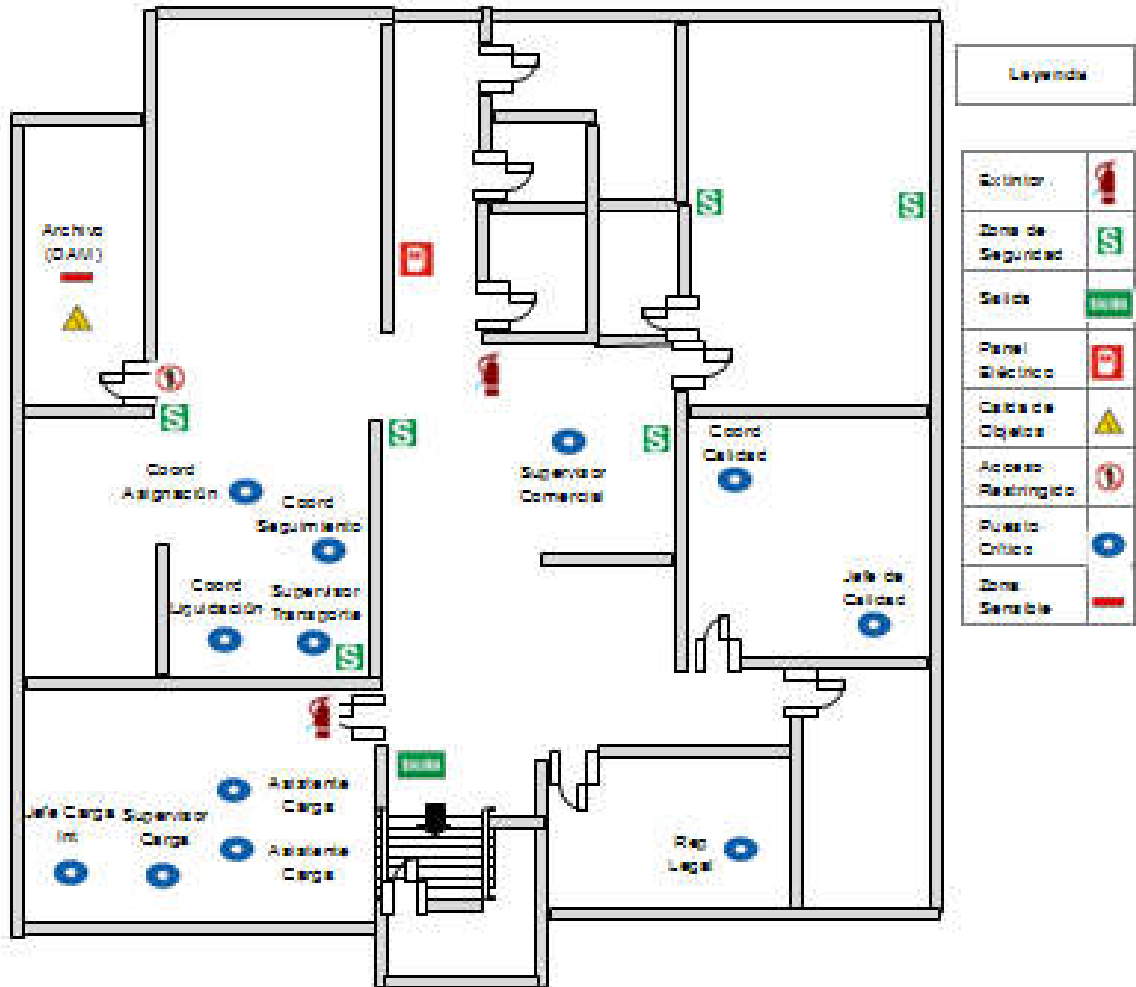 Leyenda
Extintor
Zona de
Seguridad
Salida
Panel
Eléctrico
Caída de
Objetos
Acceso
Restringido
Puesto
Crítico
Zona
Sensible
Archivo
Coord
Asignación
Coord
Seguimiento
Coord
Liquidación
Supervisor
Transporte
Supervisor
Comercial
Coord
Calidad
Jefe de
Calidad
Asistente
Carga
Jefe Carga
Int
Supervisor
Carga
Asistente
Carga
Rep
Legal
S
S
S
S
S
S
S